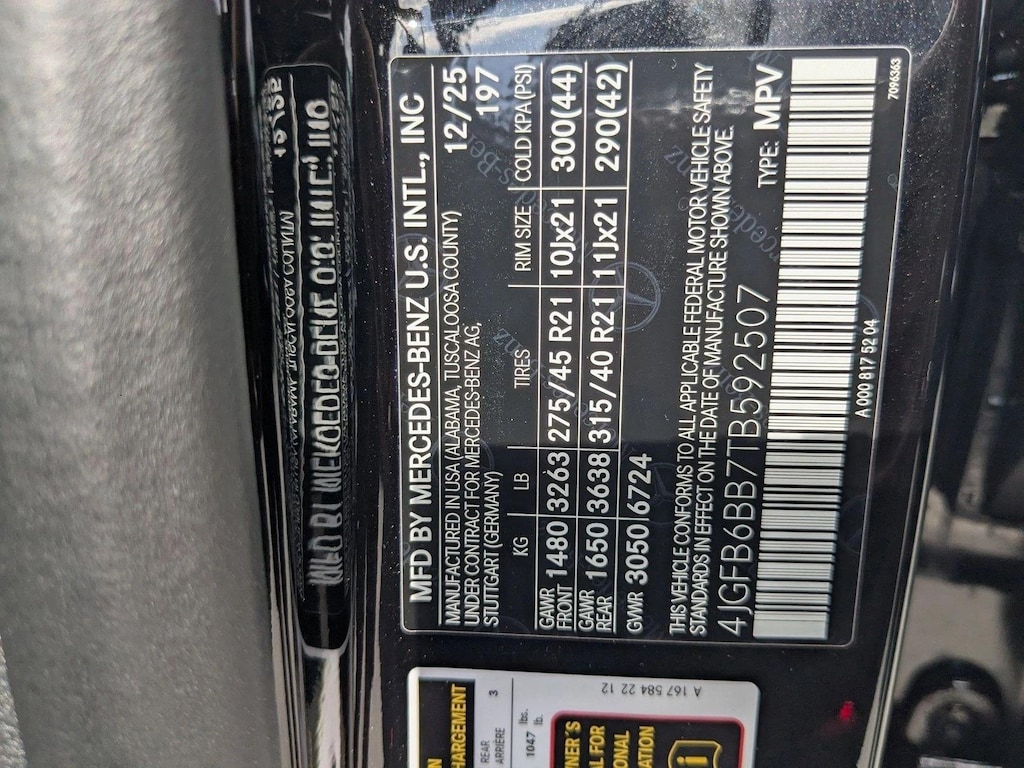 MFD BY MERCEDES-BENZ U.S. INTL., INC
MANUFACTURED IN USA (ALABAMA, TUSCALOOSA COUNTY) 12/25
UNDER CONTRACT FOR MERCEDES-BENZ AG, 197
STUTTGART (GERMANY)
KG LB TIRES RIM SIZE COLD KPA(PSI)
GAWR
FRONT 1480 3263 275/45 R21 10Jx21 300(44)
GAWR
REAR 1650 3638 315/40 R21 11Jx21 290(42)
GWR 3050 6724
THIS VEHICLE CONFORMS TO ALL APPLICABLE FEDERAL MOTOR VEHICLE SAFETY
STANDARDS IN EFFECT ON THE DATE OF MANUFACTURE SHOWN ABOVE.
4JGFB6BB7TB592507 TYPE: MPV
A 000 817 52 04
7096363
HARGEMENT
REAR
ARRIÈRE 3
1047 lbs.
lb.
A 167 584 22 12